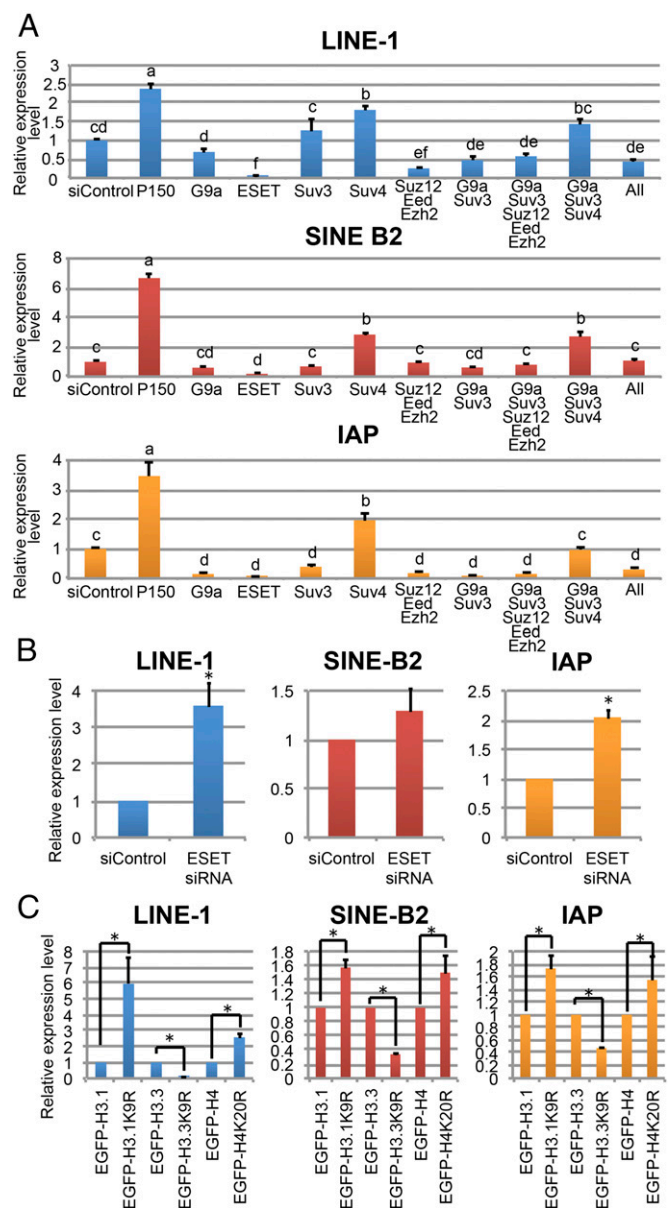 A
LINE-1
Relative expression
level
3
2.5
2
1.5
1
0.5
0
cd
a
d
f
c
b
ef
de
de
bc
de
siControl P150 G9a ESET Suv3 Suv4 Suz12 G9a G9a G9a All
Eed Suv3 Suv3 Suv3
Ezh2 Suz12 Suv4
Eed
Ezh2
SINE B2
Relative expression
level
8
6
4
2
0
c
a
cd
d
c
b
c
cd
c
b
c
siControl P150 G9a ESET Suv3 Suv4 Suz12 G9a G9a G9a All
Eed Suv3 Suv3 Suv3
Ezh2 Suz12 Suv4
Eed
Ezh2
IAP
Relative expression
level
4
3
2
1
0
c
a
d
d
d
b
d
d
d
c
d
siControl P150 G9a ESET Suv3 Suv4 Suz12 G9a G9a G9a All
Eed Suv3 Suv3 Suv3
Ezh2 Suz12 Suv4
Eed
Ezh2
B
LINE-1
Relative expression level
4
3
2
1
0
*
siControl ESET
siRNA
SINE-B2
1.5
1
0.5
0
siControl ESET
siRNA
IAP
2.5
2
1.5
1
0.5
0
*
siControl ESET
siRNA
C
LINE-1
Relative expression level
8
7
6
5
4
3
2
1
0
*
*
*
EGFP-H3.1
EGFP-H3.1K9R
EGFP-H3.3
EGFP-H3.3K9R
EGFP-H4
EGFP-H4K20R
SINE-B2
1.8
1.6
1.4
1.2
1
0.8
0.6
0.4
0.2
0
*
*
*
EGFP-H3.1
EGFP-H3.1K9R
EGFP-H3.3
EGFP-H3.3K9R
EGFP-H4
EGFP-H4K20R
IAP
2
1.8
1.6
1.4
1.2
1
0.8
0.6
0.4
0.2
0
*
*
*
EGFP-H3.1
EGFP-H3.1K9R
EGFP-H3.3
EGFP-H3.3K9R
EGFP-H4
EGFP-H4K20R